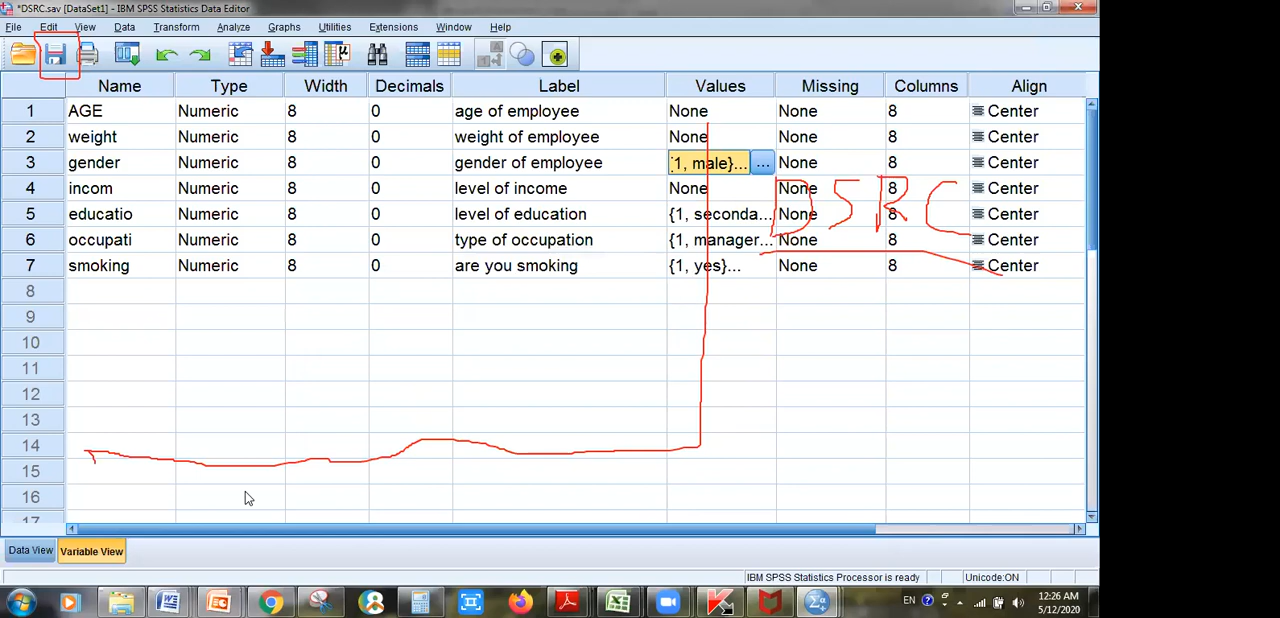 *DSRC.sav [DataSet1] - IBM SPSS Statistics Data Editor
File Edit View Data Transform Analyze Graphs Utilities Extensions Window Help
Name Type Width Decimals Label Values Missing Columns Align
1 AGE Numeric 8 0 age of employee None None 8 Center
2 weight Numeric 8 0 weight of employee None None 8 Center
3 gender Numeric 8 0 gender of employee {1, male}... ... None 8 Center
4 incom Numeric 8 0 level of income None None 8 Center
DSRC
5 educatio Numeric 8 0 level of education {1, seconda... None 8 Center
6 occupati Numeric 8 0 type of occupation {1, manager... None 8 Center
7 smoking Numeric 8 0 are you smoking {1, yes}... None 8 Center
8
9
10
11
12
13
14
15
16
17
Data View Variable View
IBM SPSS Statistics Processor is ready Unicode:ON
EN 12:26 AM
5/12/2020